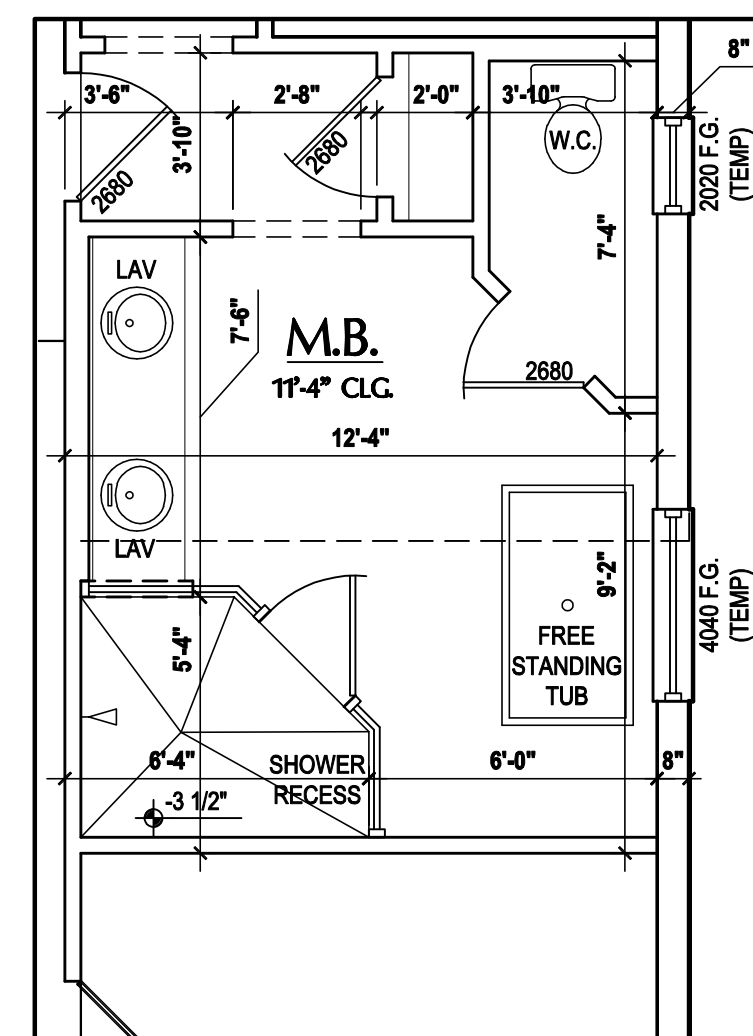 8"
3'-6"
2'-8"
2'-0"
3'-10"
3'-10"
2680
2680
W.C.
2020 F.G.
(TEMP)
7'-4"
LAV
7'-6"
M.B.
11'-4" CLG.
2680
12'-4"
LAV
9'-2"
4040 F.G.
(TEMP)
5'-4"
FREE
STANDING
TUB
6'-4"
SHOWER
RECESS
6'-0"
8"
-3 1/2"